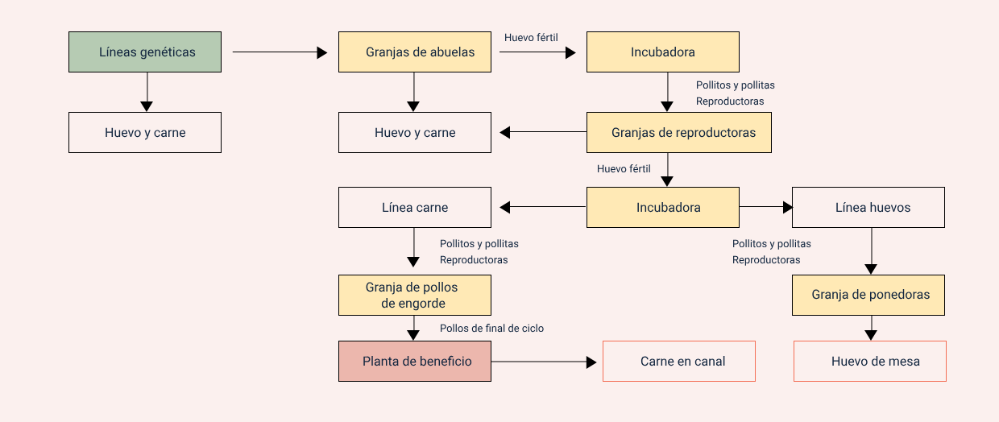 Huevo fértil
Líneas genéticas
Granjas de abuelas
Incubadora
Pollitos y pollitas
Reproductoras
Huevo y carne
Huevo y carne
Granjas de reproductoras
Huevo fértil
Línea carne
Incubadora
Línea huevos
Pollitos y pollitas
Reproductoras
Pollitos y pollitas
Reproductoras
Granja de pollos
de engorde
Granja de ponedoras
Pollos de final de ciclo
Planta de beneficio
Carne en canal
Huevo de mesa